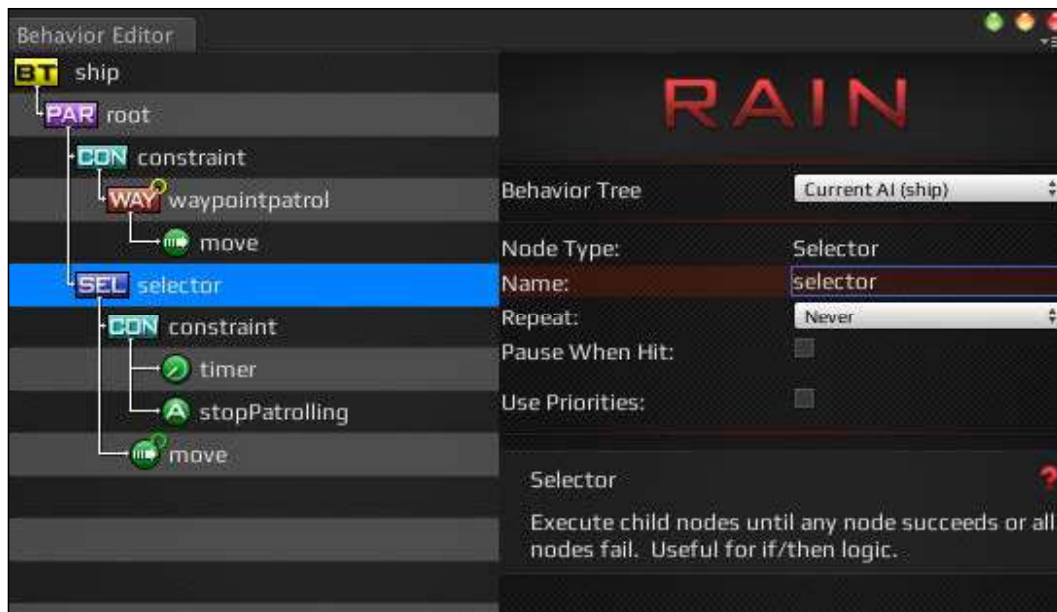 Behavior Editor
BT ship
PAR root
CON constraint
WAY waypointpatrol
move
SEL selector
CON constraint
timer
A stopPatrolling
move
RAIN
Behavior Tree Current AI (ship)
Node Type: Selector
Name: selector
Repeat: Never
Pause When Hit:
Use Priorities:
Selector ?
Execute child nodes until any node succeeds or all
nodes fail. Useful for if/then logic.